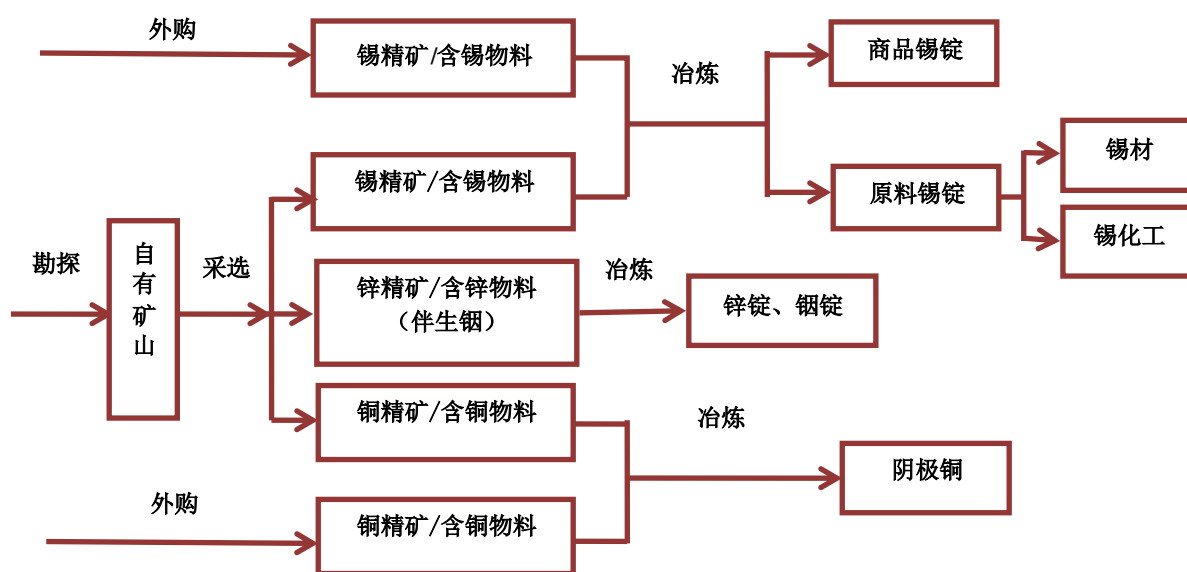 外购
锡精矿/含锡物料
冶炼
商品锡锭
锡精矿/含锡物料
原料锡锭
锡材
锡化工
勘探
自有矿山
采选
锌精矿/含锌物料
（伴生铟）
冶炼
锌锭、铟锭
铜精矿/含铜物料
冶炼
阴极铜
外购
铜精矿/含铜物料